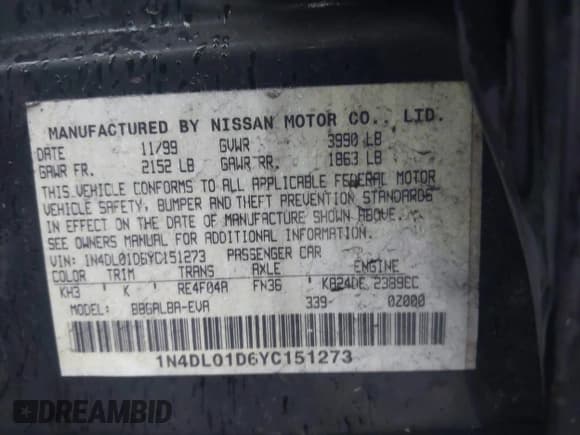 MANUFACTURED BY NISSAN MOTOR CO., LTD.
DATE 11/99 GVWR 3990 LB
GAWR FR. 2152 LB GAWR RR. 1863 LB
THIS VEHICLE CONFORMS TO ALL APPLICABLE FEDERAL MOTOR
VEHICLE SAFETY, BUMPER AND THEFT PREVENTION STANDARDS
IN EFFECT ON THE DATE OF MANUFACTURE SHOWN ABOVE.
SEE OWNERS MANUAL FOR ADDITIONAL INFORMATION.
VIN: 1N4DL01D6YC151273 PASSENGER CAR
COLOR TRIM TRANS AXLE ENGINE
KH3 K RE4F04A FN36 KA24DE 2389CC
MODEL: BBGALBA-EVA 339- 02000
1N4DL01D6YC151273
DREAMBID